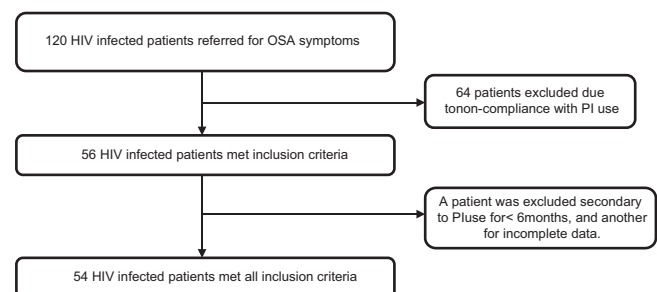 120 HIV infected patients referred for OSA symptoms
64 patients excluded due
tonon-compliance with PI use
56 HIV infected patients met inclusion criteria
A patient was excluded secondary
to PIuse for< 6months, and another
for incomplete data.
54 HIV infected patients met all inclusion criteria